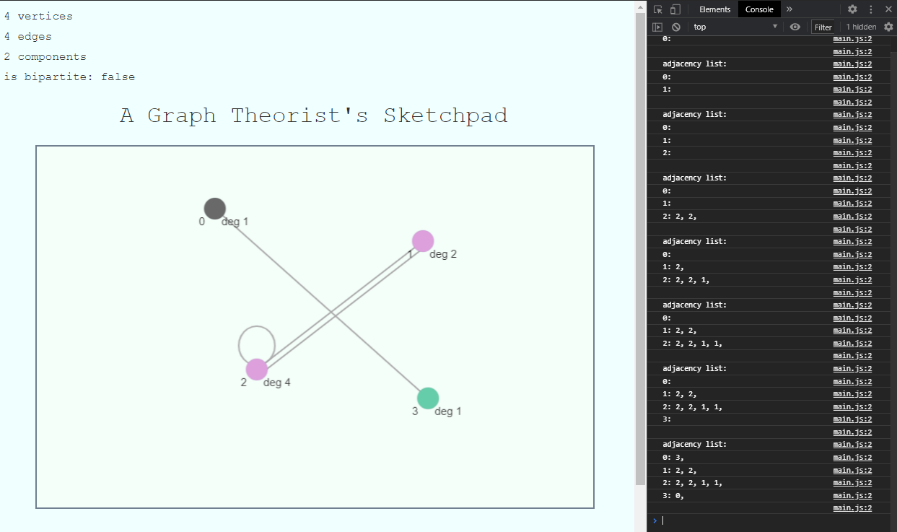 4 vertices
4 edges
2 components
is bipartite: false
A Graph Theorist's Sketchpad
0 deg 1
1 deg 2
2 deg 4
3 deg 1
Elements Console »
top Filter 1 hidden
0: main.js:2
main.js:2
adjacency list: main.js:2
0: main.js:2
1: main.js:2
main.js:2
adjacency list: main.js:2
0: main.js:2
1: main.js:2
2: main.js:2
main.js:2
adjacency list: main.js:2
0: main.js:2
1: main.js:2
2: 2, 2, main.js:2
main.js:2
adjacency list: main.js:2
0: main.js:2
1: 2, main.js:2
2: 2, 2, 1, main.js:2
main.js:2
adjacency list: main.js:2
0: main.js:2
1: 2, 2, main.js:2
2: 2, 2, 1, 1, main.js:2
main.js:2
adjacency list: main.js:2
0: main.js:2
1: 2, 2, main.js:2
2: 2, 2, 1, 1, main.js:2
3: main.js:2
main.js:2
adjacency list: main.js:2
0: 3, main.js:2
1: 2, 2, main.js:2
2: 2, 2, 1, 1, main.js:2
3: 0, main.js:2
main.js:2